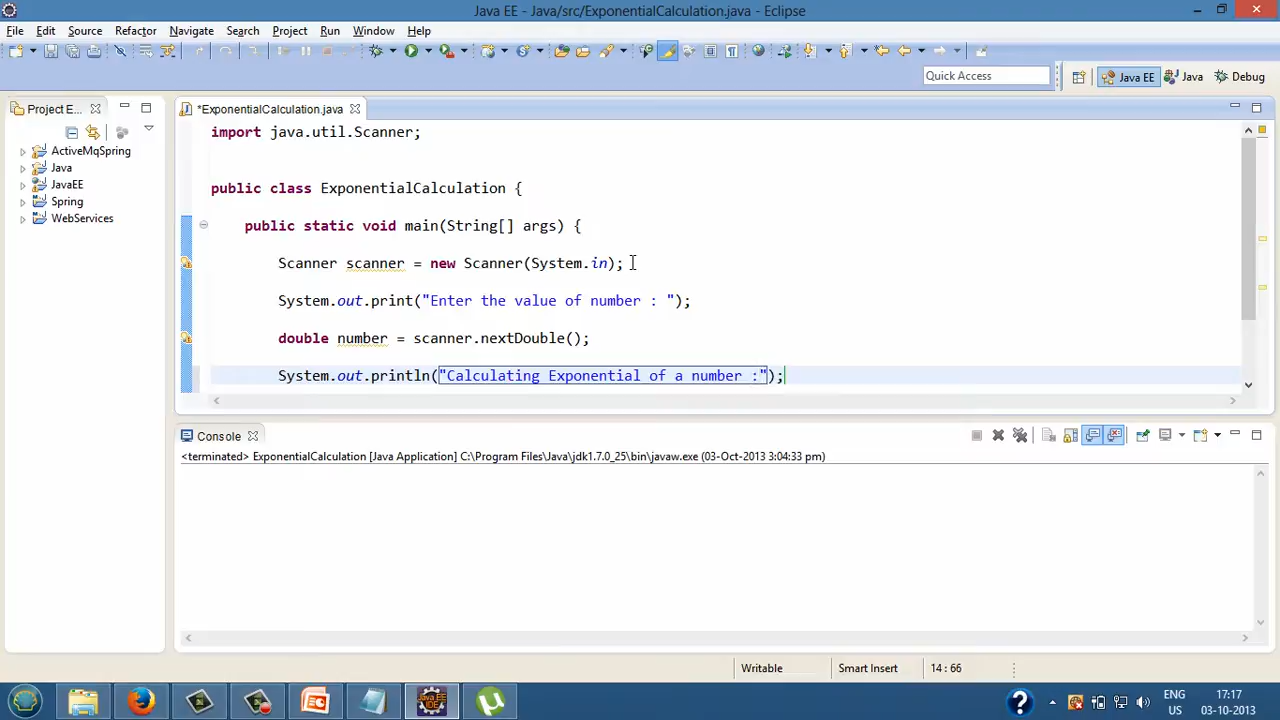 Java EE - Java/src/ExponentialCalculation.java - Eclipse
File Edit Source Refactor Navigate Search Project Run Window Help
Quick Access
Java EE Java Debug
Project E...
*ExponentialCalculation.java
ActiveMqSpring
Java
JavaEE
Spring
WebServices
import java.util.Scanner;
public class ExponentialCalculation {
public static void main(String[] args) {
Scanner scanner = new Scanner(System.in);
System.out.print("Enter the value of number : ");
double number = scanner.nextDouble();
System.out.println("Calculating Exponential of a number :");
Console
<terminated> ExponentialCalculation [Java Application] C:\Program Files\Java\jdk1.7.0_25\bin\javaw.exe (03-Oct-2013 3:04:33 pm)
Writable Smart Insert 14 : 66
Java EE
IDE
ENG 17:17
US 03-10-2013